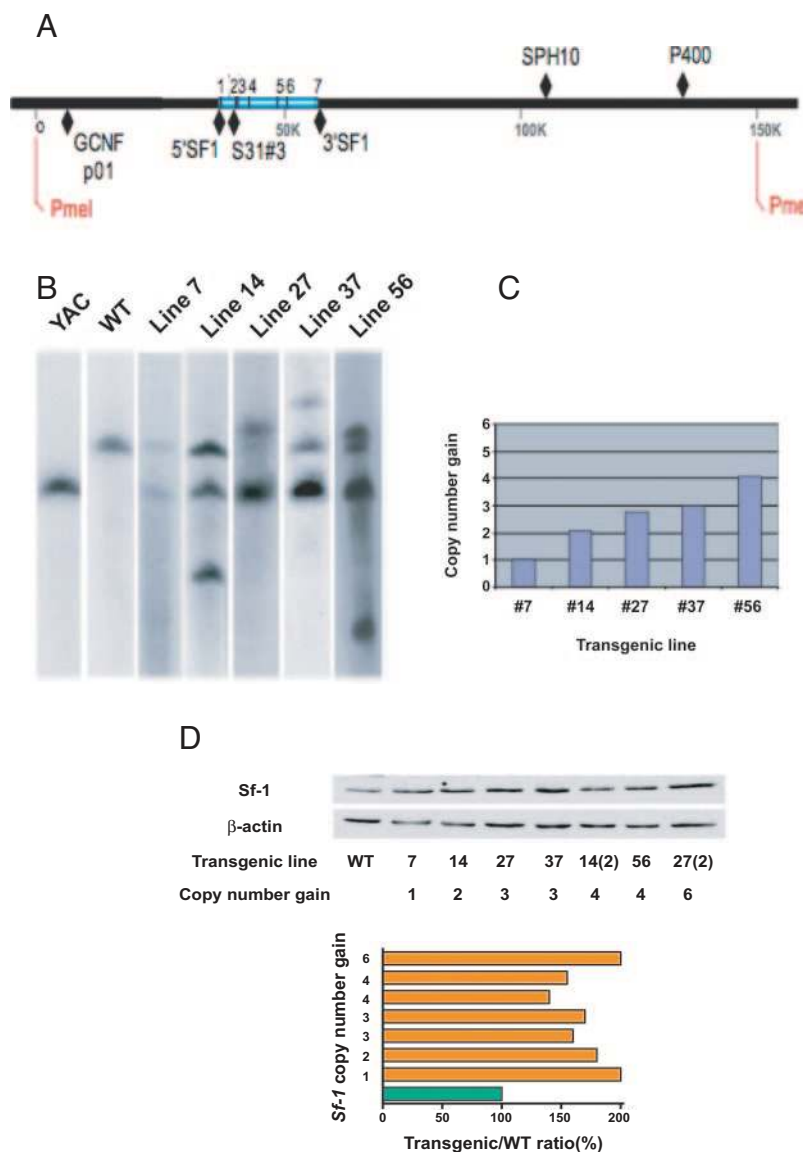 A
SPH10
P400
1 2 3 4 5 6 7
0
50K
100K
150K
GCNF
p01
5'SF1
S31#3
3'SF1
PmeI
Pme
B
C
YAC
WT
Line 7
Line 14
Line 27
Line 37
Line 56
Copy number gain
6
5
4
3
2
1
0
#7 #14 #27 #37 #56
Transgenic line
D
Sf-1
β-actin
Transgenic line WT 7 14 27 37 14(2) 56 27(2)
Copy number gain 1 2 3 3 4 4 6
Sf-1 copy number gain
6
4
4
3
3
2
1
0 50 100 150 200
Transgenic/WT ratio(%)